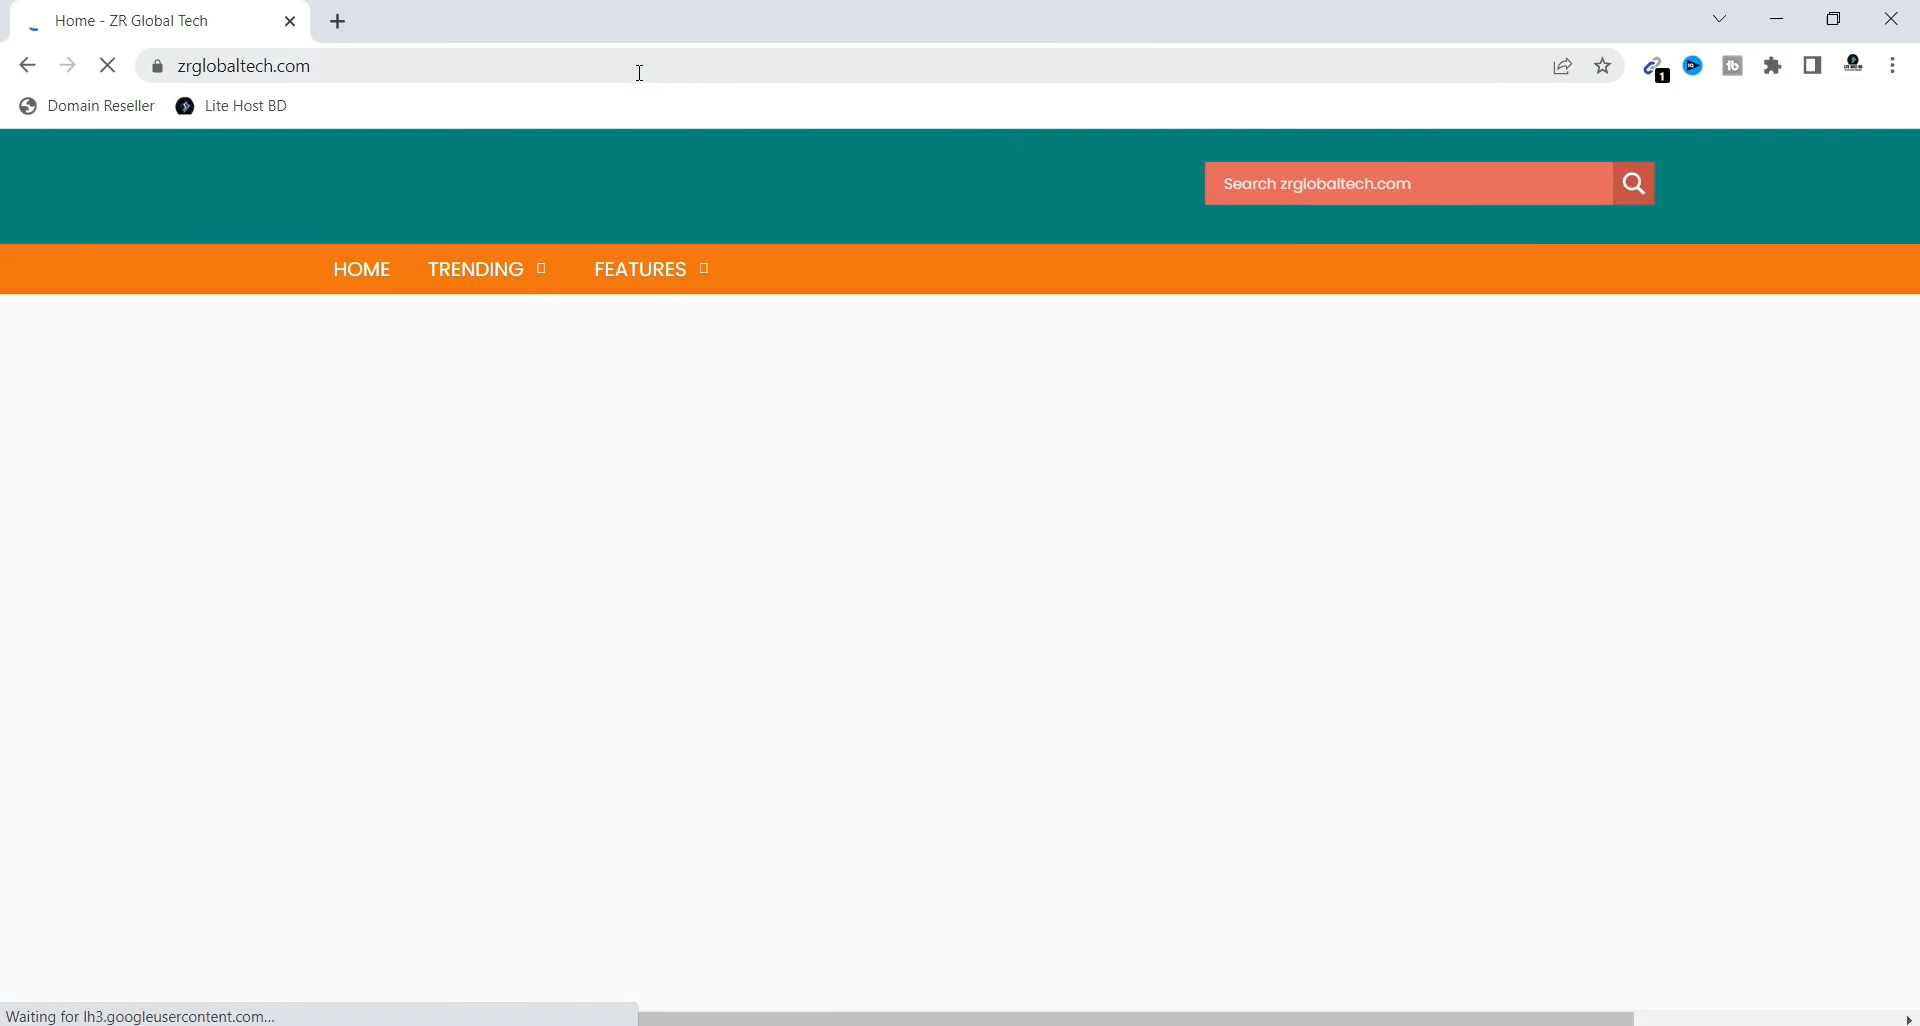 Home - ZR Global Tech
zrglobaltech.com
1
Domain Reseller
Lite Host BD
Search zrglobaltech.com
HOME
TRENDING
FEATURES
Waiting for lh3.googleusercontent.com...